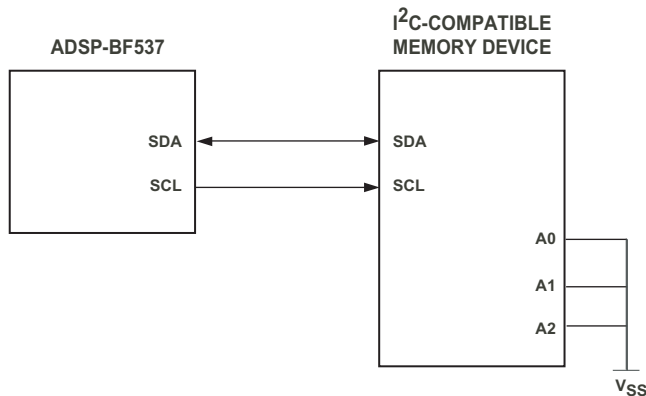 ADSP-BF537
I²C-COMPATIBLE
MEMORY DEVICE
SDA
SCL
SDA
SCL
A0
A1
A2
VSS